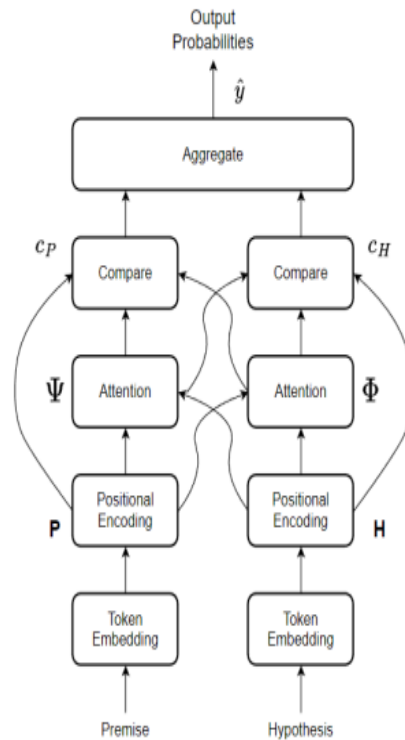 Output
Probabilities
ŷ
Aggregate
c_P
Compare
Compare
c_H
Ψ
Attention
Attention
Φ
Positional
Encoding
Positional
Encoding
P
H
Token
Embedding
Token
Embedding
Premise
Hypothesis